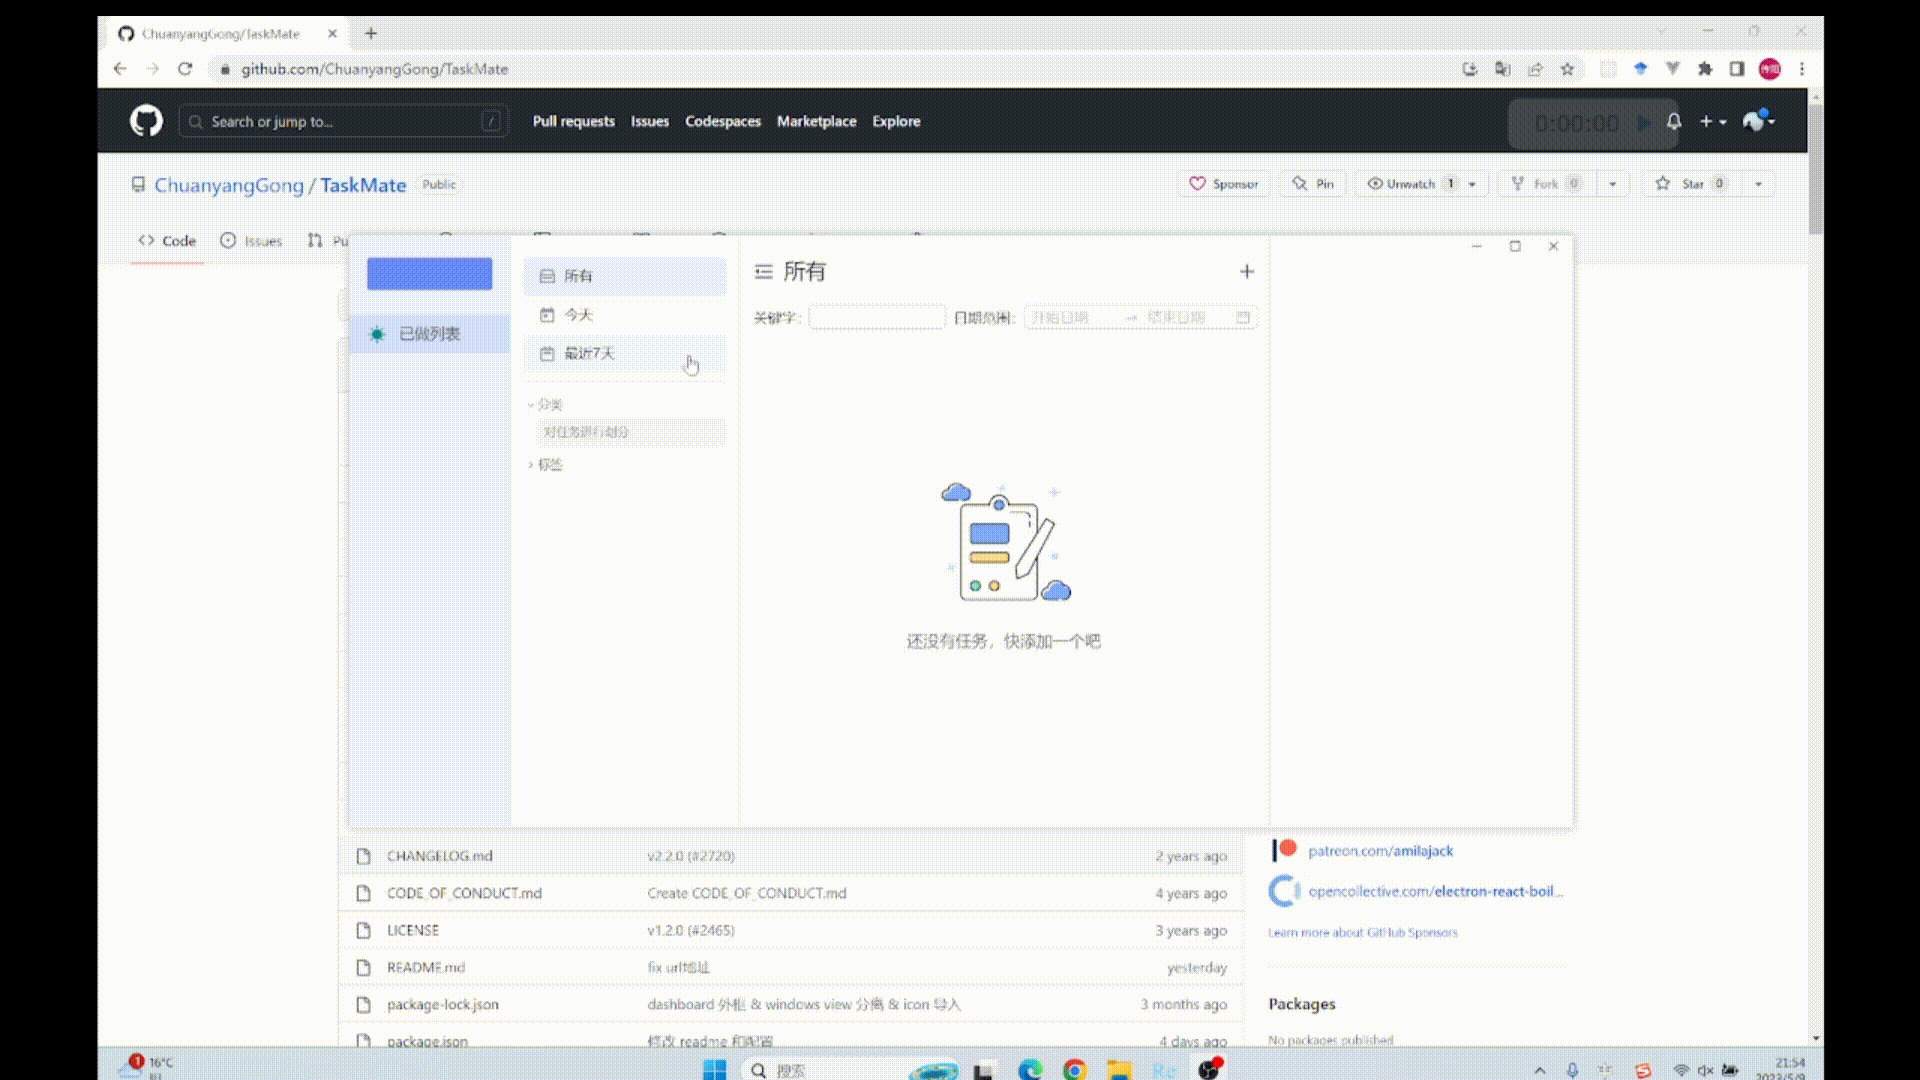 ChuanyangGong/TaskMate
github.com/ChuanyangGong/TaskMate
Search or jump to... / Pull requests Issues Codespaces Marketplace Explore 0:00:00
ChuanyangGong / TaskMate Public Sponsor Pin Unwatch 1 Fork 0 Star 0
Code Issues Pu
所有
今天
最近7天
分类
对任务进行划分
标签
已做列表
所有
关键字: 日期范围: 开始日期 结束日期
还没有任务，快添加一个吧
CHANGELOG.md v2.2.0 (#2720) 2 years ago
CODE_OF_CONDUCT.md Create CODE_OF_CONDUCT.md 4 years ago
LICENSE v1.2.0 (#2465) 3 years ago
README.md fix url地址 yesterday
package-lock.json dashboard 外框 & windows view 分离 & icon 导入 3 months ago
package.json 修改 readme 和配置 4 days ago
patreon.com/amilajack
opencollective.com/electron-react-boil...
Learn more about GitHub Sponsors
Packages
No packages published
1 16°C
搜索
21:54
2023/5/9